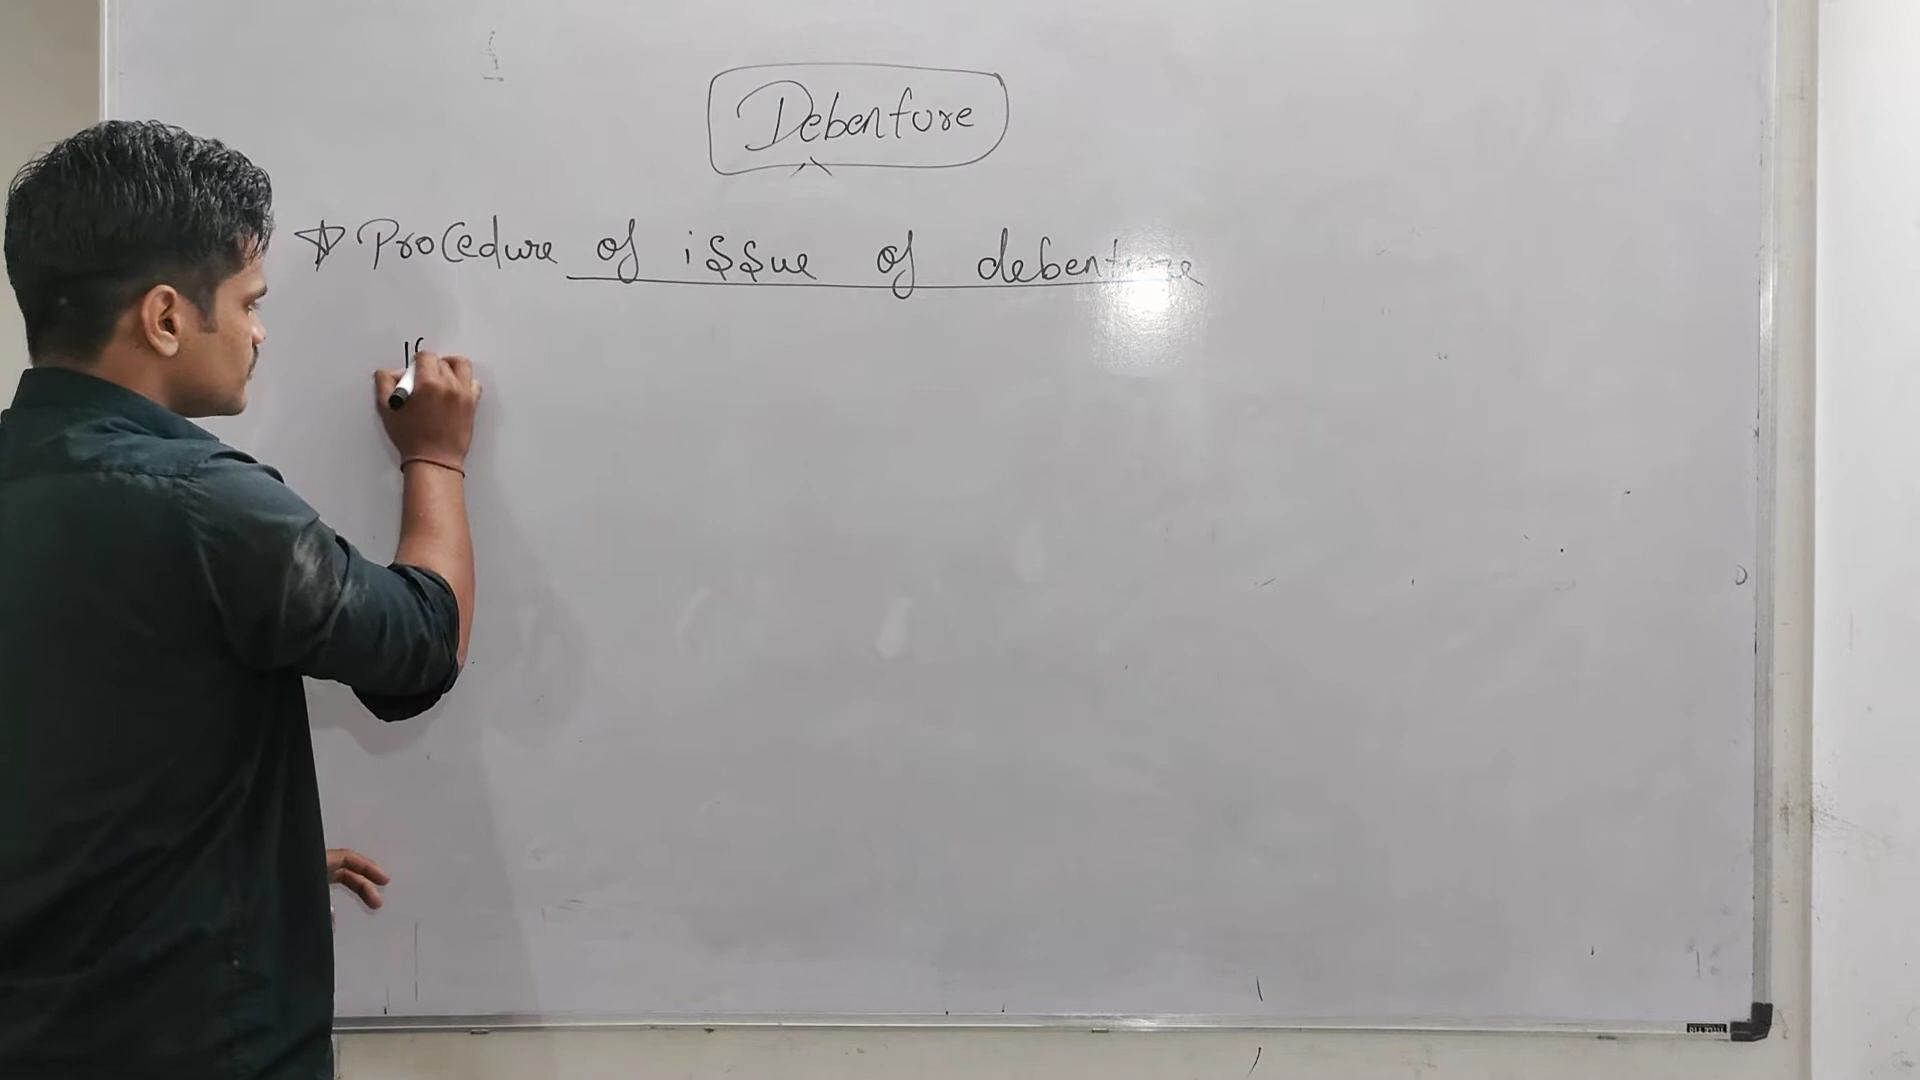 Debenture
☆ Procedure of issue of debenture